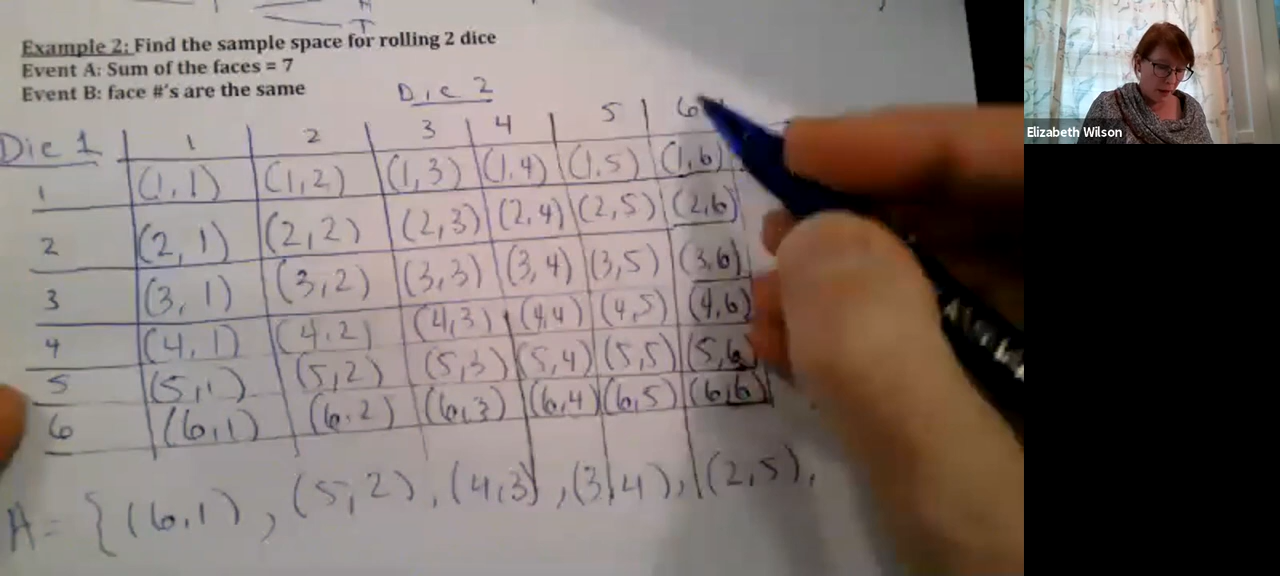 Example 2: Find the sample space for rolling 2 dice
Event A: Sum of the faces = 7
Event B: face #'s are the same
Die 2
Die 1 1 2 3 4 5 6
1 (1,1) (1,2) (1,3) (1,4) (1,5) (1,6)
2 (2,1) (2,2) (2,3) (2,4) (2,5) (2,6)
3 (3,1) (3,2) (3,3) (3,4) (3,5) (3,6)
4 (4,1) (4,2) (4,3) (4,4) (4,5) (4,6)
5 (5,1) (5,2) (5,3) (5,4) (5,5) (5,6)
6 (6,1) (6,2) (6,3) (6,4) (6,5) (6,6)
A = {(6,1), (5,2), (4,3), (3,4), (2,5),
Elizabeth Wilson